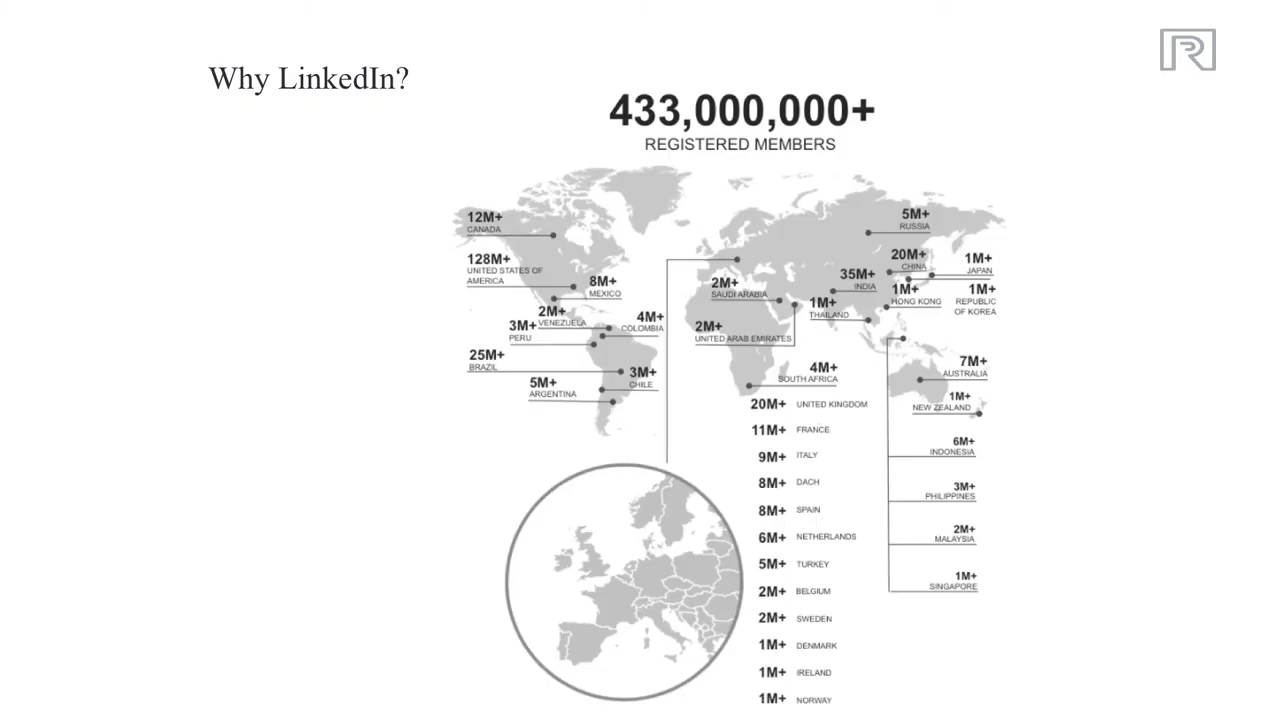 Why LinkedIn?
433,000,000+
REGISTERED MEMBERS
12M+
CANADA
128M+
UNITED STATES OF
AMERICA
8M+
MEXICO
2M+
VENEZUELA
4M+
COLOMBIA
3M+
PERU
25M+
BRAZIL
3M+
CHILE
5M+
ARGENTINA
5M+
RUSSIA
20M+
CHINA
1M+
JAPAN
35M+
INDIA
1M+
HONG KONG
1M+
REPUBLIC
OF KOREA
2M+
SAUDI ARABIA
1M+
THAILAND
2M+
UNITED ARAB EMIRATES
4M+
SOUTH AFRICA
7M+
AUSTRALIA
1M+
NEW ZEALAND
6M+
INDONESIA
3M+
PHILIPPINES
2M+
MALAYSIA
1M+
SINGAPORE
20M+ UNITED KINGDOM
11M+ FRANCE
9M+ ITALY
8M+ DACH
8M+ SPAIN
6M+ NETHERLANDS
5M+ TURKEY
2M+ BELGIUM
2M+ SWEDEN
1M+ DENMARK
1M+ IRELAND
1M+ NORWAY